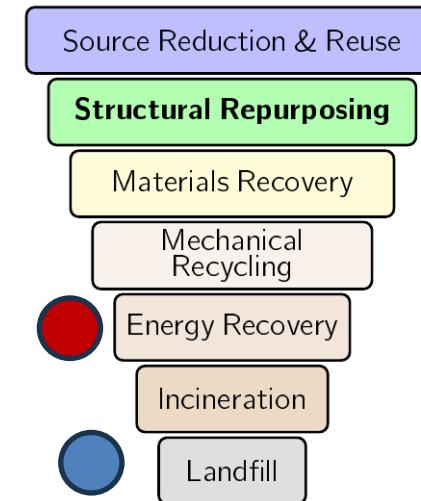 Source Reduction & Reuse
Structural Repurposing
Materials Recovery
Mechanical
Recycling
Energy Recovery
Incineration
Landfill